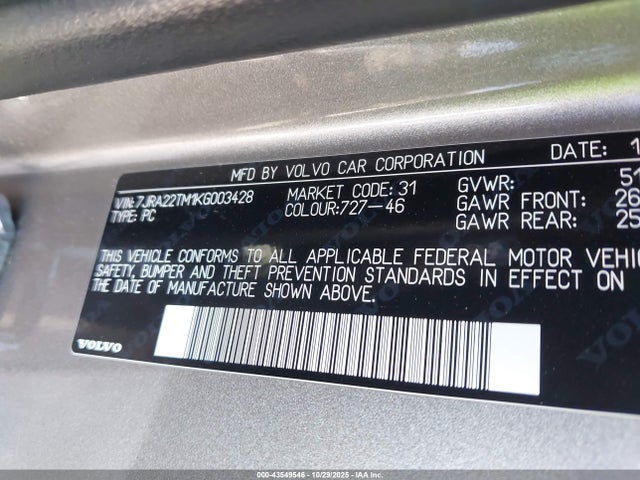 MFD BY VOLVO CAR CORPORATION DATE: 1
VIN:7JRA22TM1KG003428 MARKET CODE:31 GVWR: 51
TYPE: PC COLOUR:727-46 GAWR FRONT: 26
GAWR REAR: 25
THIS VEHICLE CONFORMS TO ALL APPLICABLE FEDERAL MOTOR VEHIC
SAFETY, BUMPER AND THEFT PREVENTION STANDARDS IN EFFECT ON
THE DATE OF MANUFACTURE SHOWN ABOVE.
VOLVO
000-43549546 | 10/29/2025 | IAA Inc.